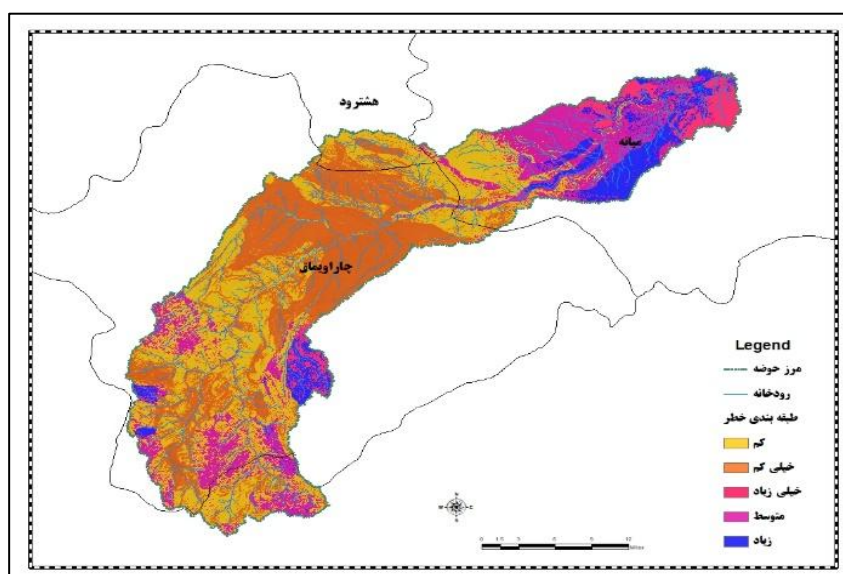 هشترود
میانه
چاراویماق
Legend
مرز حوضه
رودخانه
طبقه بندی خطر
کم
خیلی کم
خیلی زیاد
متوسط
زیاد